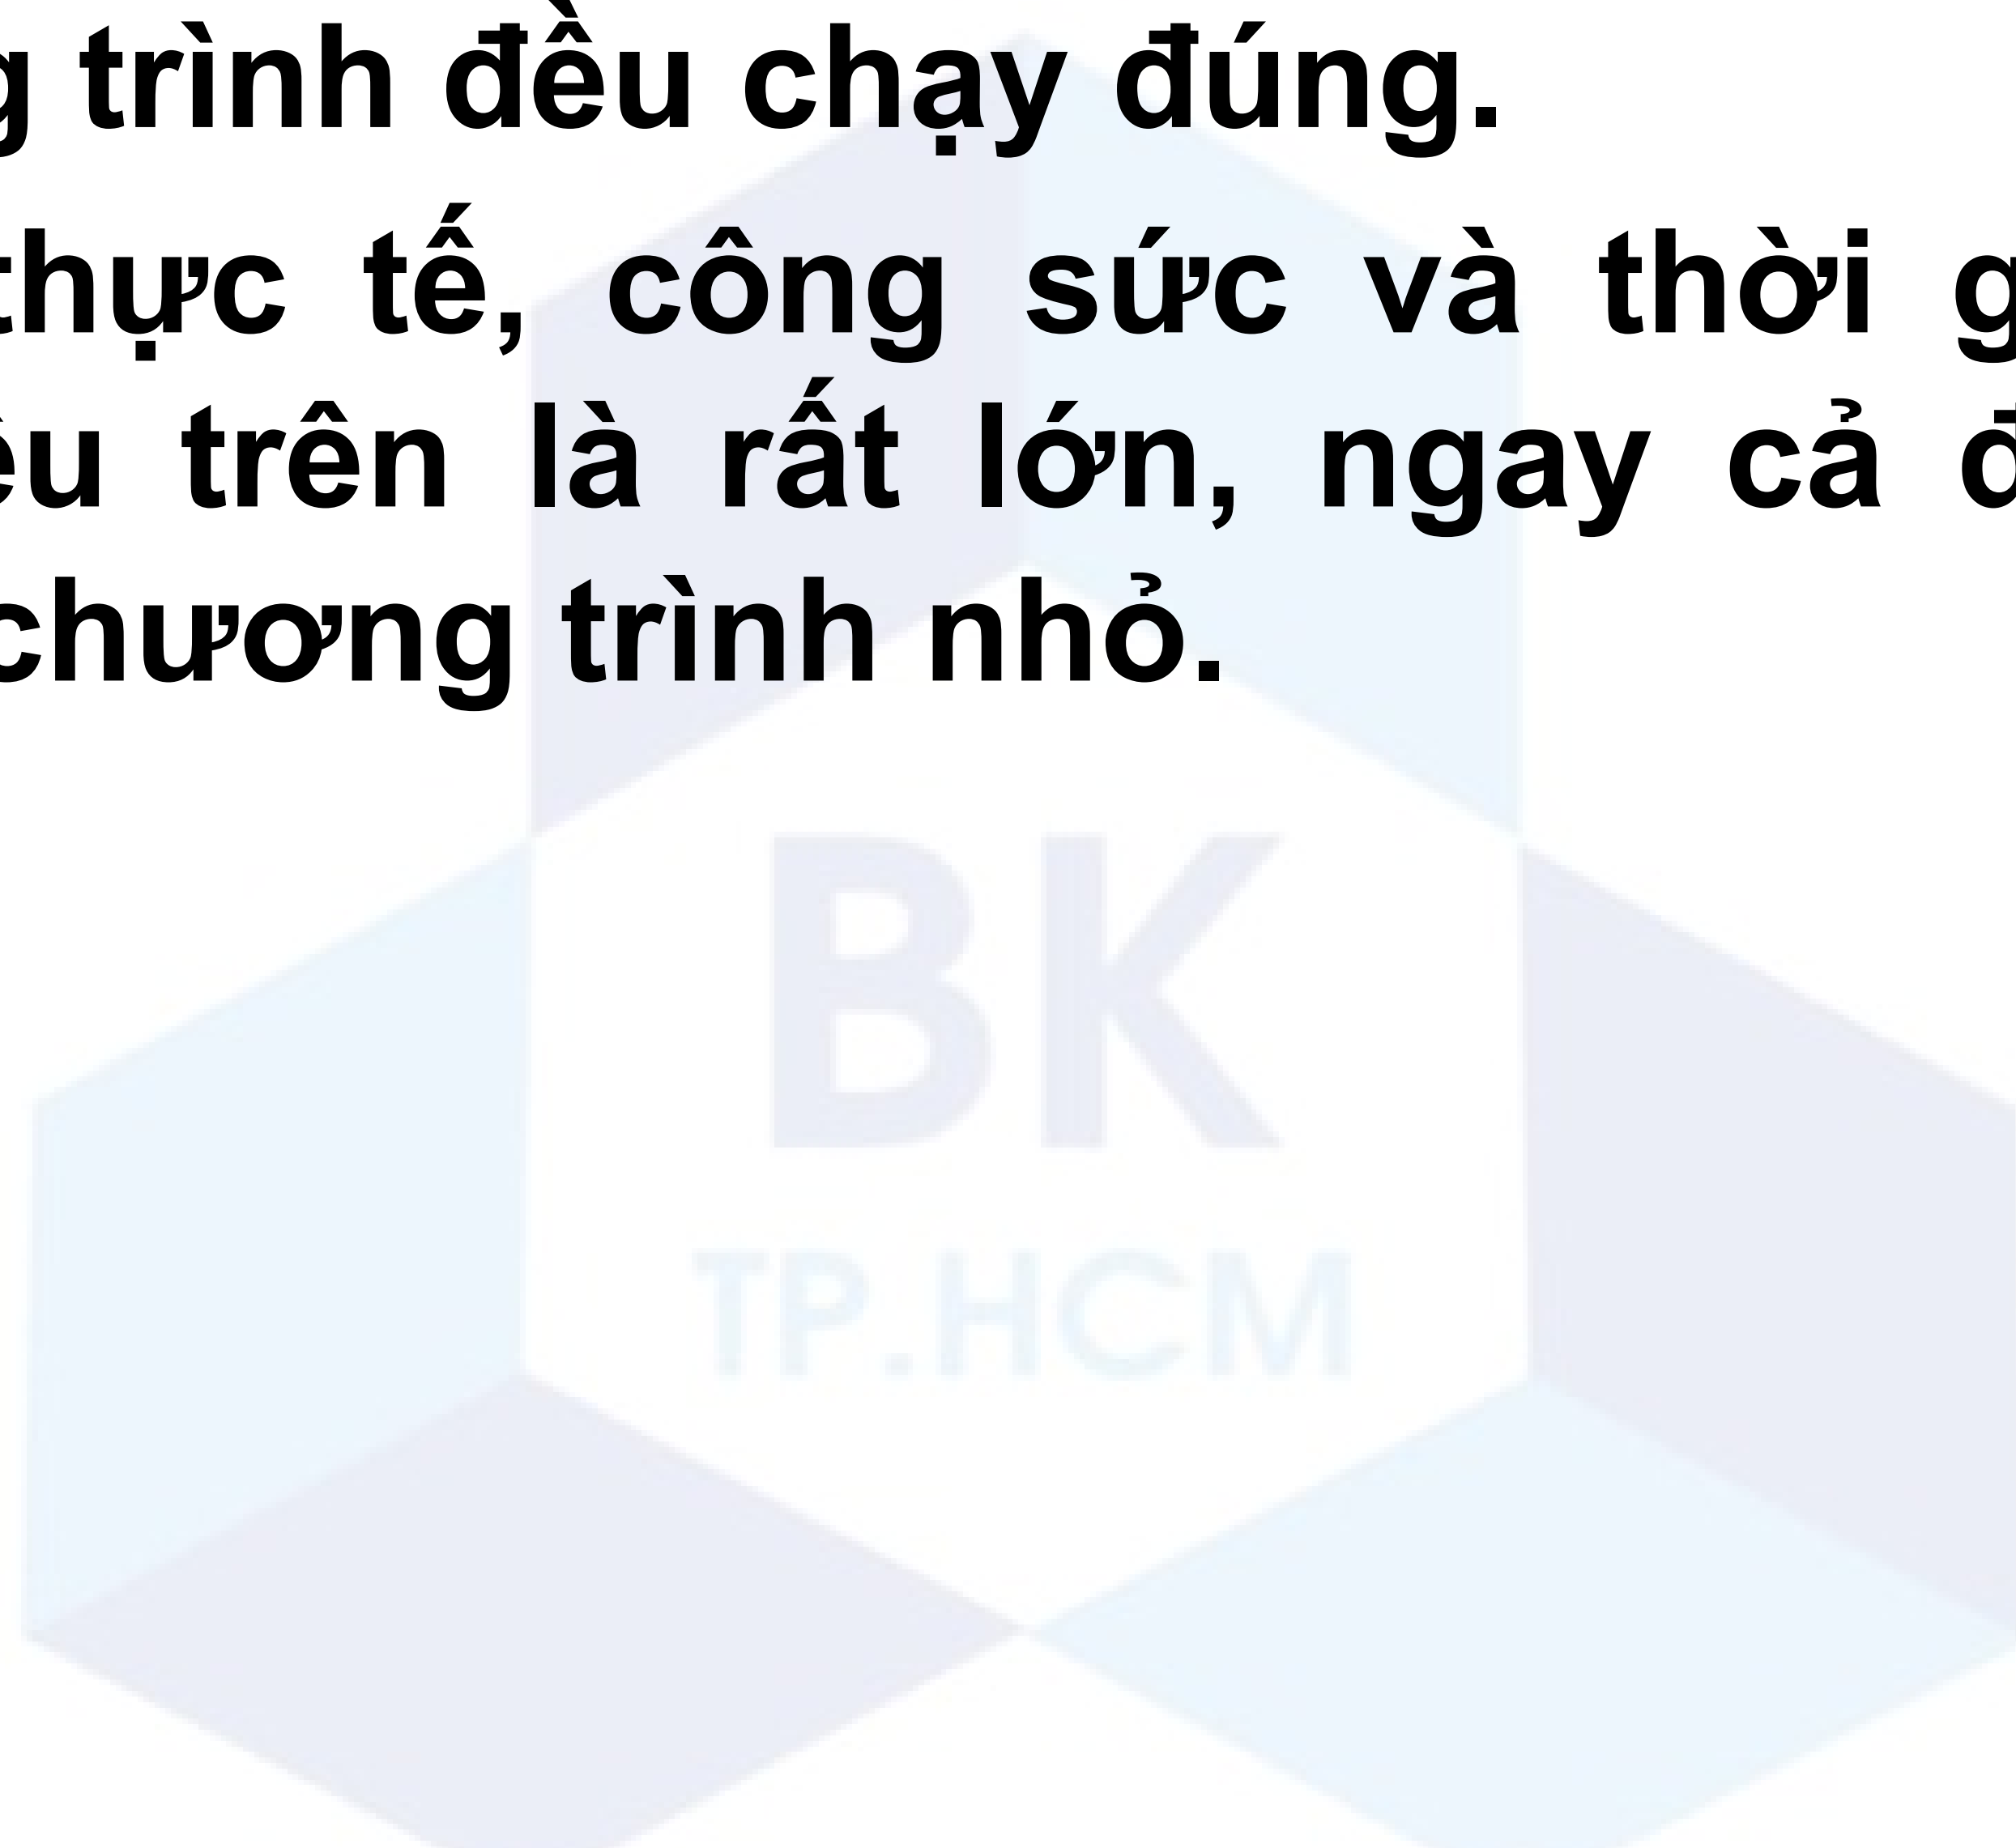 trình đều chạy đúng.
thực tế, công sức và thời
trên là rất lớn, ngay cả
chương trình nhỏ.
BK
TP.HCM